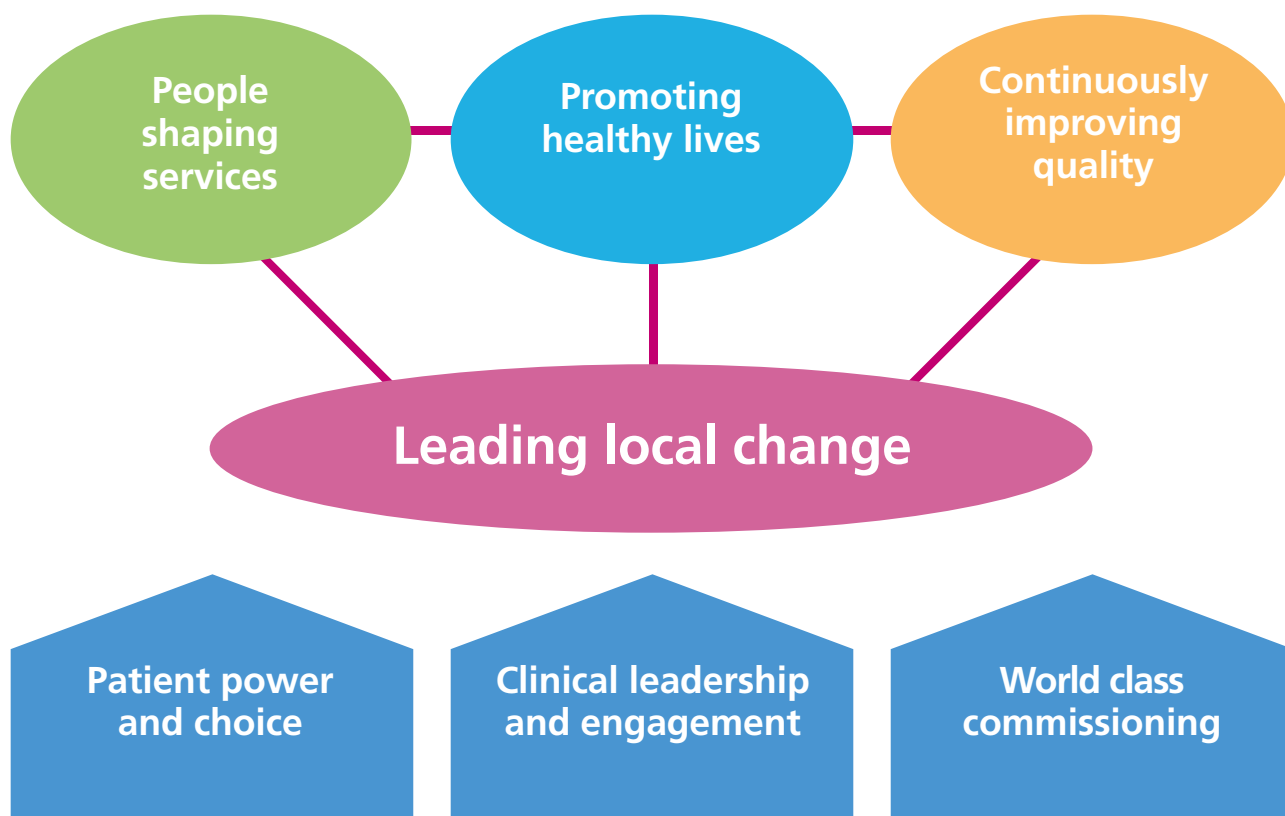 People
shaping
services
Promoting
healthy lives
Continuously
improving
quality
Leading local change
Patient power
and choice
Clinical leadership
and engagement
World class
commissioning